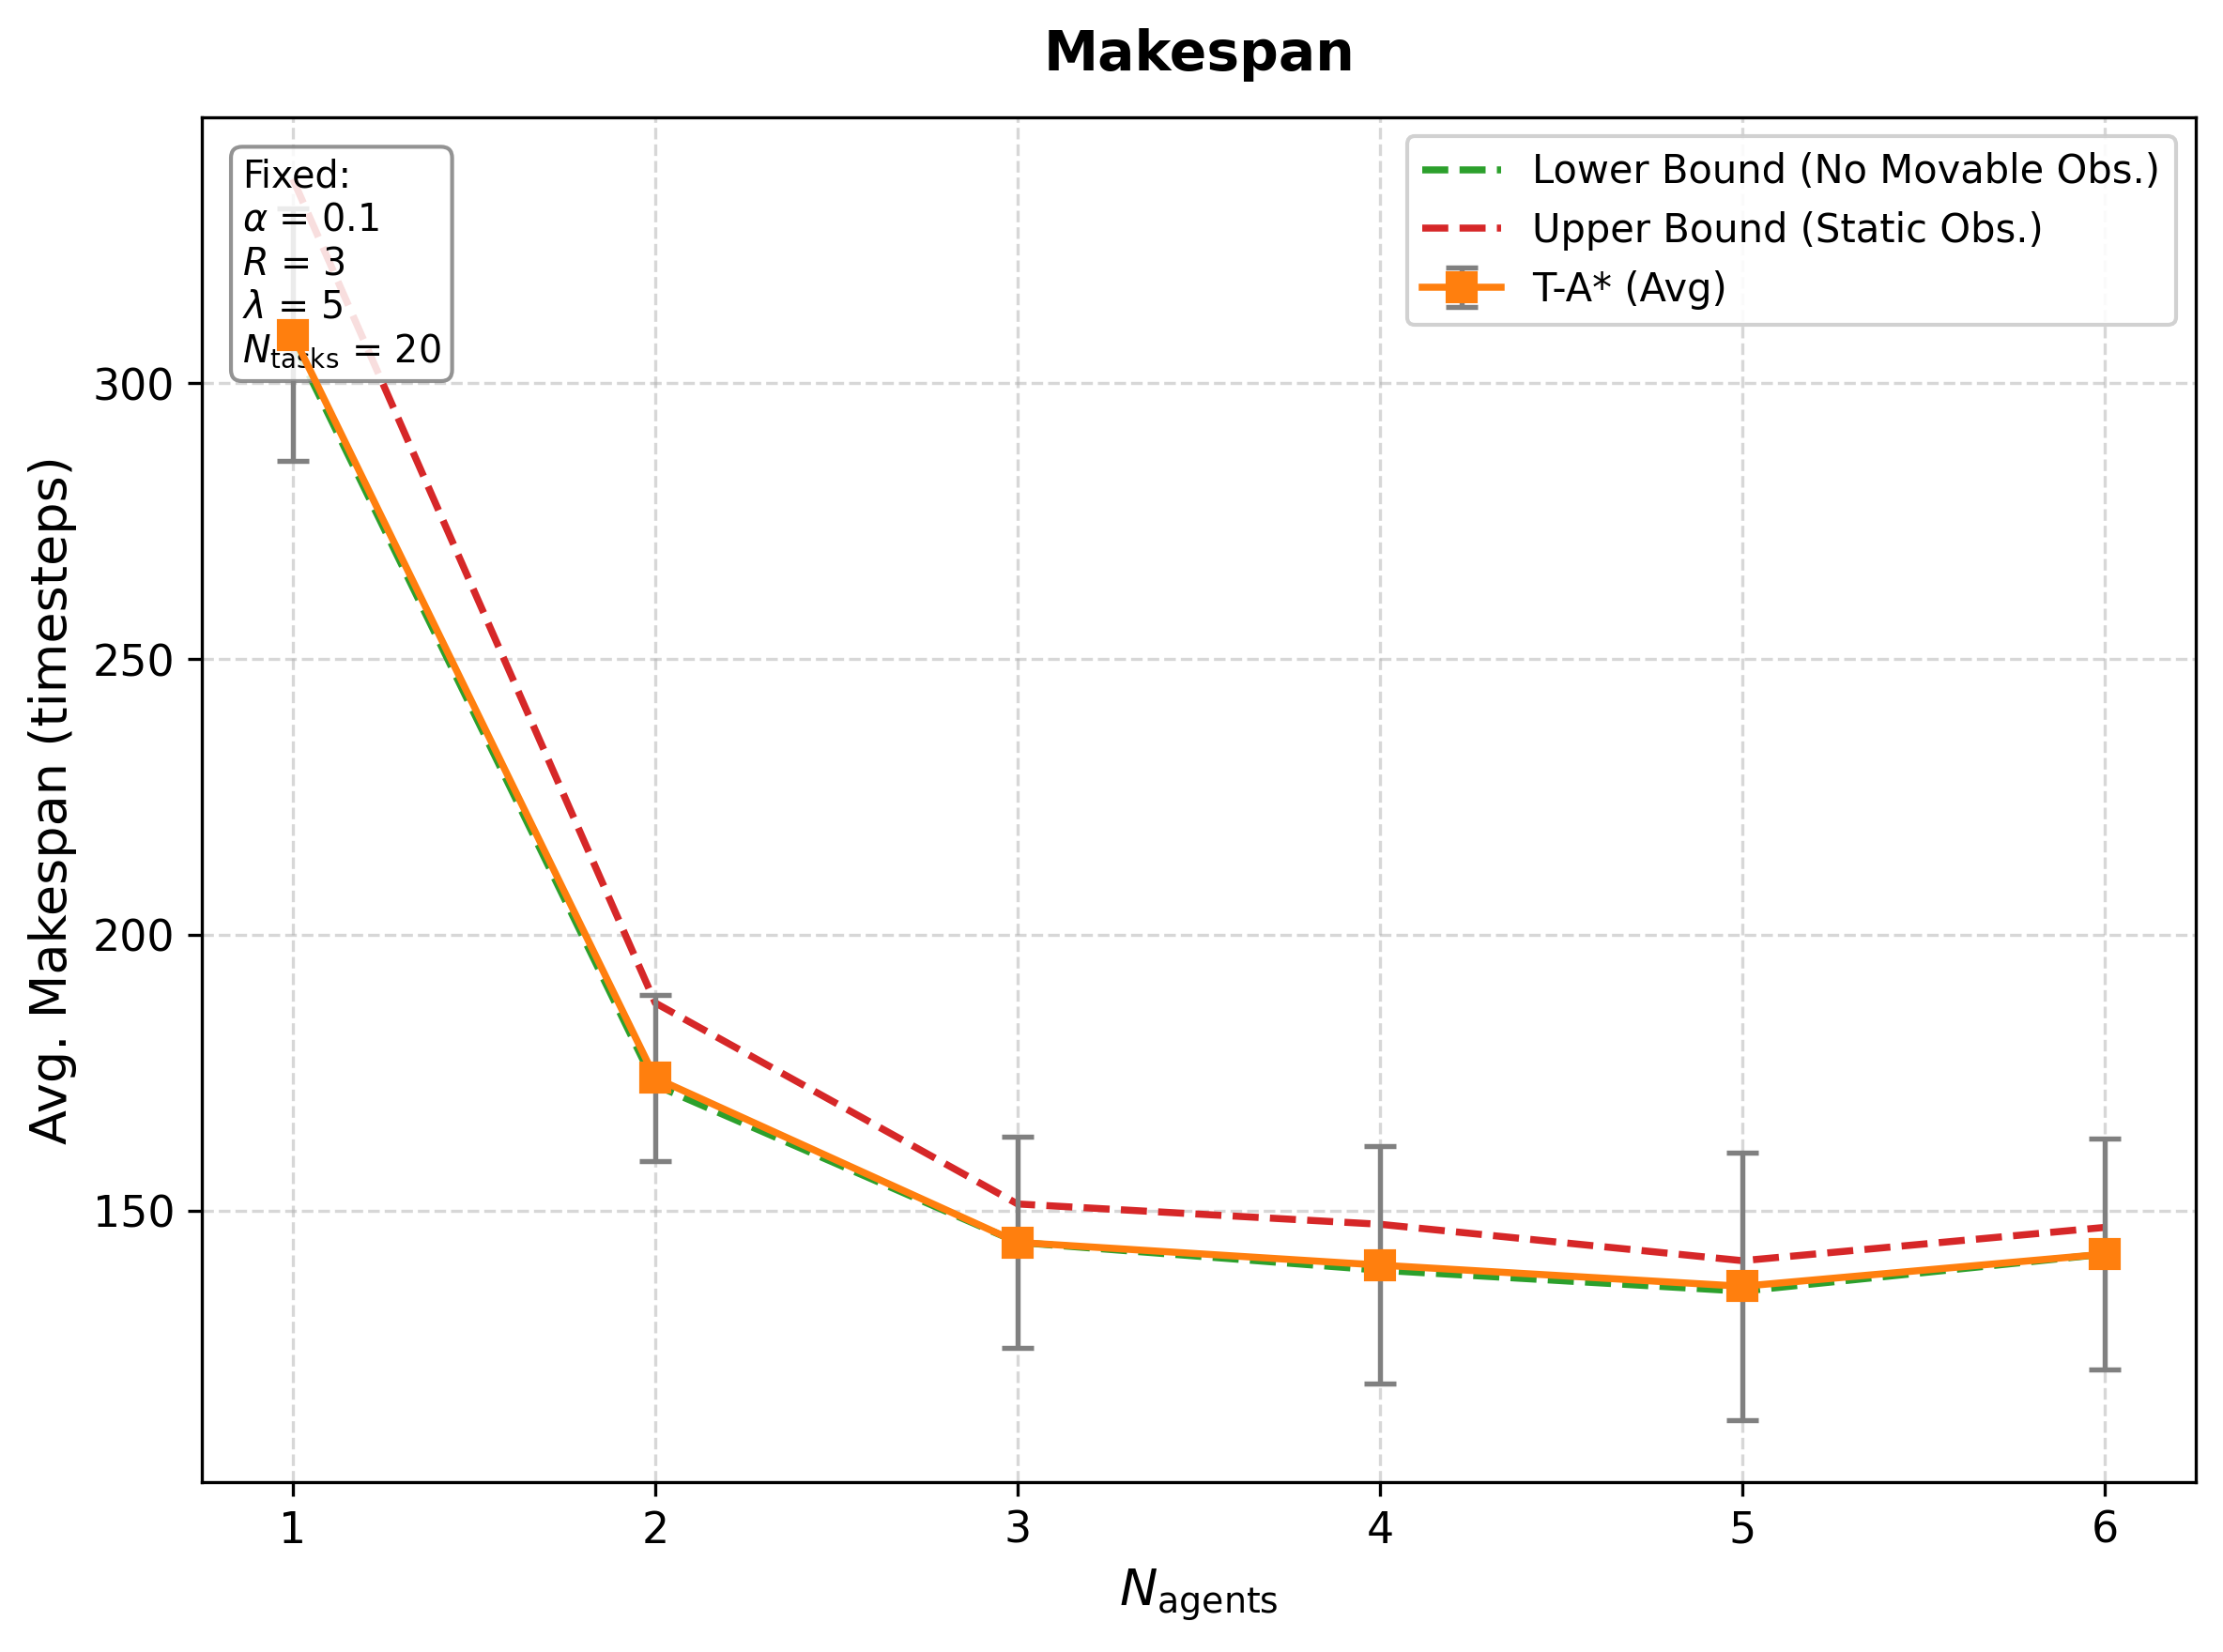 Makespan
Fixed:
α = 0.1
R = 3
λ = 5
N_tasks = 20
Lower Bound (No Movable Obs.)
Upper Bound (Static Obs.)
T-A* (Avg)
Avg. Makespan (timesteps)
300
250
200
150
1 2 3 4 5 6
N_agents